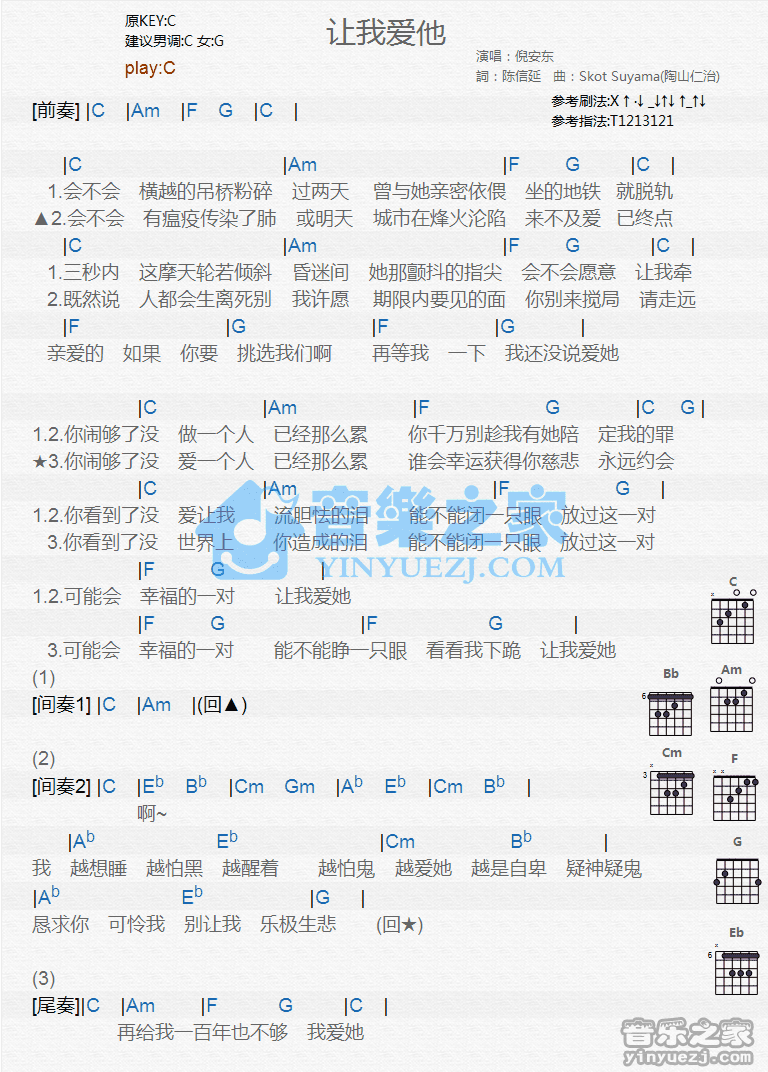 原KEY:C
建议男调:C 女:G
play:C
让我爱他
演唱：倪安东
詞：陈信延 曲：Skot Suyama(陶山仁治)
参考刷法:X↑·↓_↓↑↓↑_↑↓
参考指法:T1213121
[前奏] |C |Am |F G |C |
|C |Am |F G |C |
1.会不会 横越的吊桥粉碎 过两天 曾与她亲密依偎 坐的地铁 就脱轨
▲2.会不会 有瘟疫传染了肺 或明天 城市在烽火沦陷 来不及爱 已终点
|C |Am |F G |C |
1.三秒内 这摩天轮若倾斜 昏迷间 她那颤抖的指尖 会不会愿意 让我牵
2.既然说 人都会生离死别 我许愿 期限内要见的面 你别来搅局 请走远
|F |G |F |G |
亲爱的 如果 你要 挑选我们啊 再等我 一下 我还没说爱她
|C |Am |F G |C G |
1.2.你闹够了没 做一个人 已经那么累 你千万别趁我有她陪 定我的罪
★3.你闹够了没 爱一个人 已经那么累 谁会幸运获得你慈悲 永远约会
|C |Am |F G |
1.2.你看到了没 爱让我 流胆怯的泪 能不能闭一只眼 放过这一对
3.你看到了没 世界上 你造成的泪 能不能闭一只眼 放过这一对
|F G |
1.2.可能会 幸福的一对 让我爱她
|F G |F G |
3.可能会 幸福的一对 能不能睁一只眼 看看我下跪 让我爱她
(1)
[间奏1] |C |Am |(回▲)
(2)
[间奏2] |C |Eb Bb |Cm Gm |Ab Eb |Cm Bb |
啊~
|Ab Eb |Cm Bb |
我 越想睡 越怕黑 越醒着 越怕鬼 越爱她 越是自卑 疑神疑鬼
|Ab Eb |G |
恳求你 可怜我 别让我 乐极生悲 (回★)
(3)
[尾奏]|C |Am |F G |C |
再给我一百年也不够 我爱她
音樂之家
YINYUEZJ.COM
C
x
Bb
6
Am
Cm
x
3
F
x x
G
Eb
x
6
音乐之家
yinyuezj.com